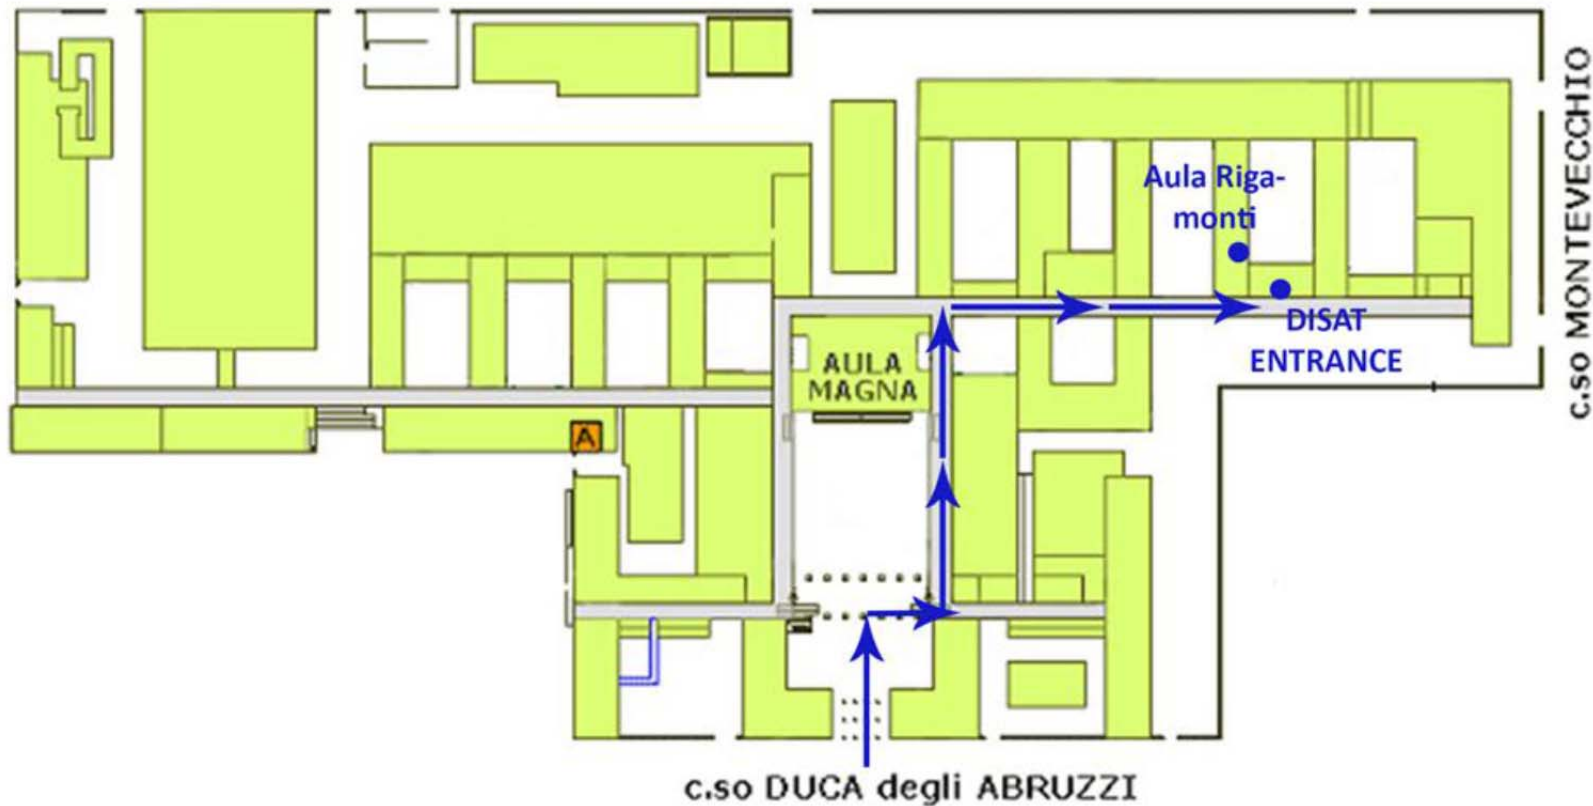 c.so MONTEVECCHIO
Aula Riga-
monti
DISAT
ENTRANCE
AULA
MAGNA
A
c.so DUCA degli ABRUZZI